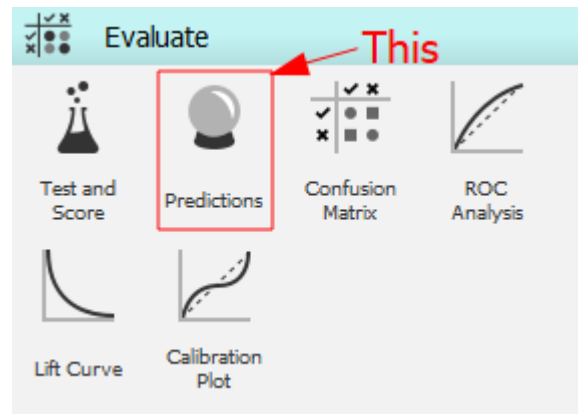 Evaluate
This
Test and
Score
Predictions
Confusion
Matrix
ROC
Analysis
Lift Curve
Calibration
Plot